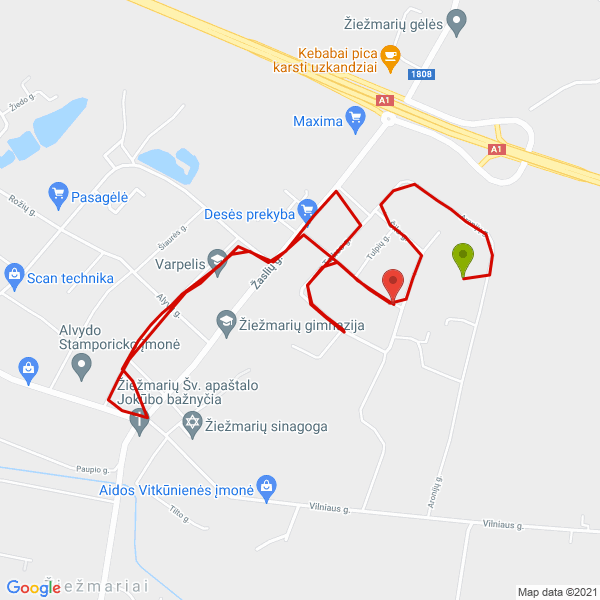 Žiežmarių gėlės
Kebabai pica
karsti uzkandziai
1808
A1
Maxima
A1
Žiedo g.
Pasagėlė
Rožių g.
Desės prekyba
Aronijų
Šiaurės g.
Tulpių g.
Varpelis
Žaslių g.
Scan technika
Alyvų
Žiežmarių gimnazija
Alvydo
Stamporicko įmonė
Žiežmarių Šv. apaštalo
Jokūbo bažnyčia
Žiežmarių sinagoga
Paupio g.
Aidos Vitkūnienės įmonė
Aronijų g.
Tilto g.
Vilniaus g.
Vilniaus g.
Žiežmariai
Google
Map data ©2021